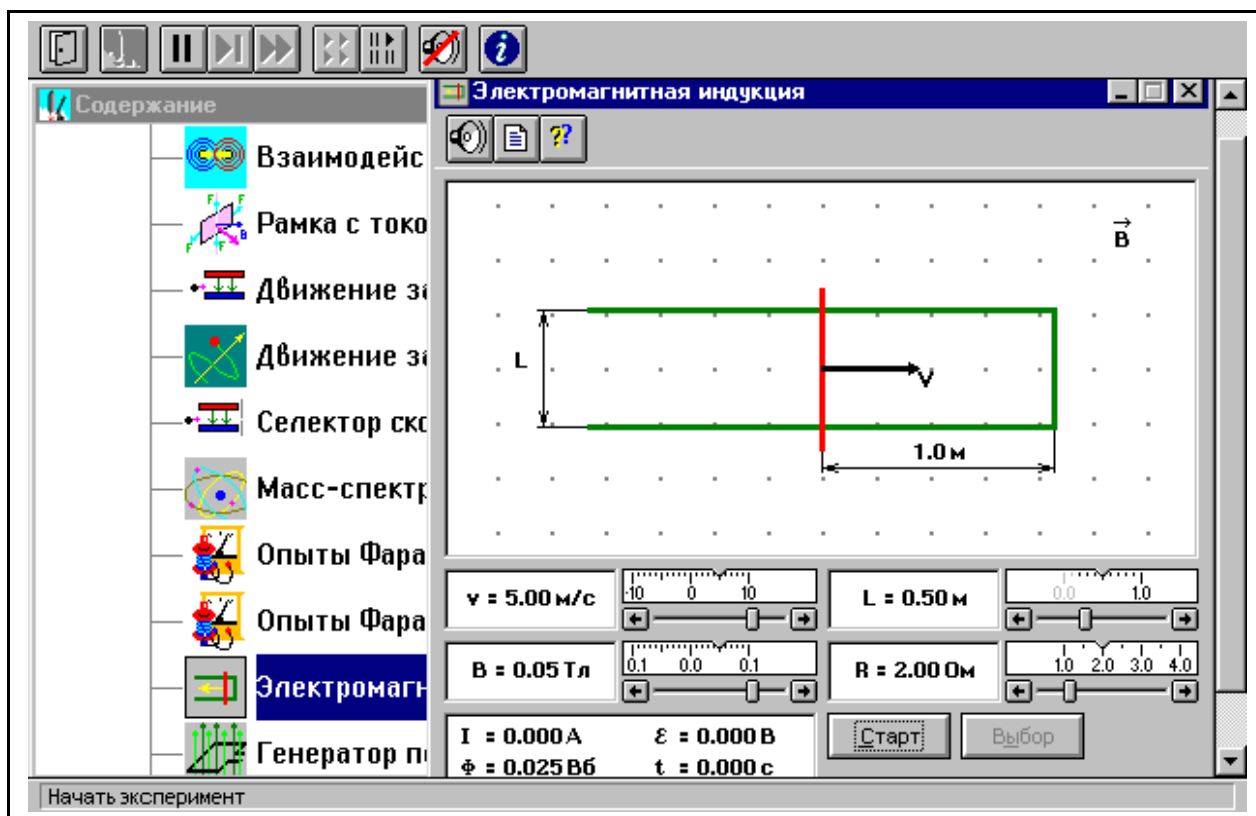 Содержание
Взаимодейс
Рамка с токо
Движение за
Движение за
Селектор ско
Масс-спектр
Опыты Фара
Опыты Фара
Электромагн
Генератор п
Электромагнитная индукция
B
L
V
1.0 м
v = 5.00 м/с
-10 0 10
L = 0.50 м
0.0 1.0
B = 0.05 Тл
0.1 0.0 0.1
R = 2.00 Ом
1.0 2.0 3.0 4.0
I = 0.000 А ℰ = 0.000 В
Φ = 0.025 Вб t = 0.000 с
Старт
Выбор
Начать эксперимент